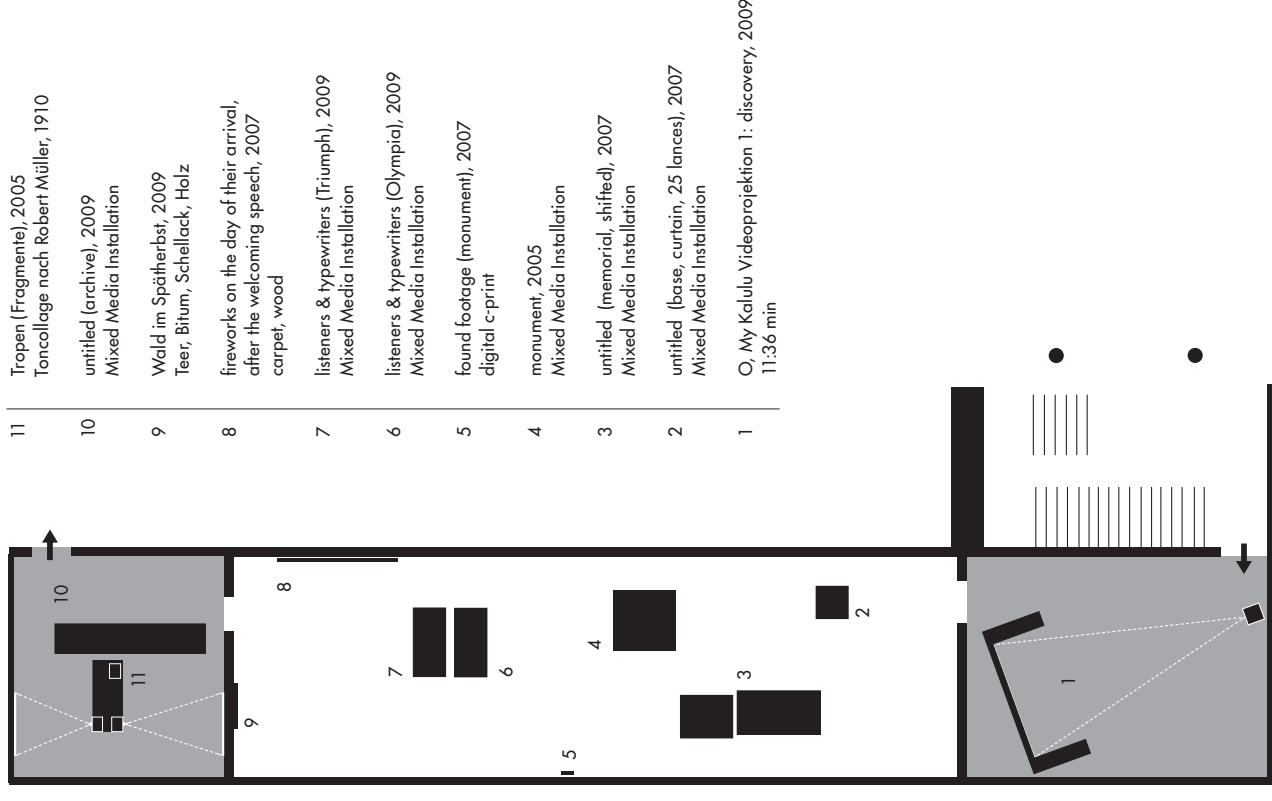 11 Tropen (Fragmente), 2005
Toncollage nach Robert Müller, 1910
10 untitled (archive), 2009
Mixed Media Installation
9 Wald im Spätherbst, 2009
Teer, Bitum, Schellack, Holz
8 fireworks on the day of their arrival,
after the welcoming speech, 2007
carpet, wood
7 listeners & typewriters (Triumph), 2009
Mixed Media Installation
6 listeners & typewriters (Olympia), 2009
Mixed Media Installation
5 found footage (monument), 2007
digital c-print
4 monument, 2005
Mixed Media Installation
3 untitled (memorial, shifted), 2007
Mixed Media Installation
2 untitled (base, curtain, 25 lances), 2007
Mixed Media Installation
1 O, My Kalulu Videoprojektion 1: discovery, 2009
11:36 min
10
11
9
8
7
6
5
4
3
2
1